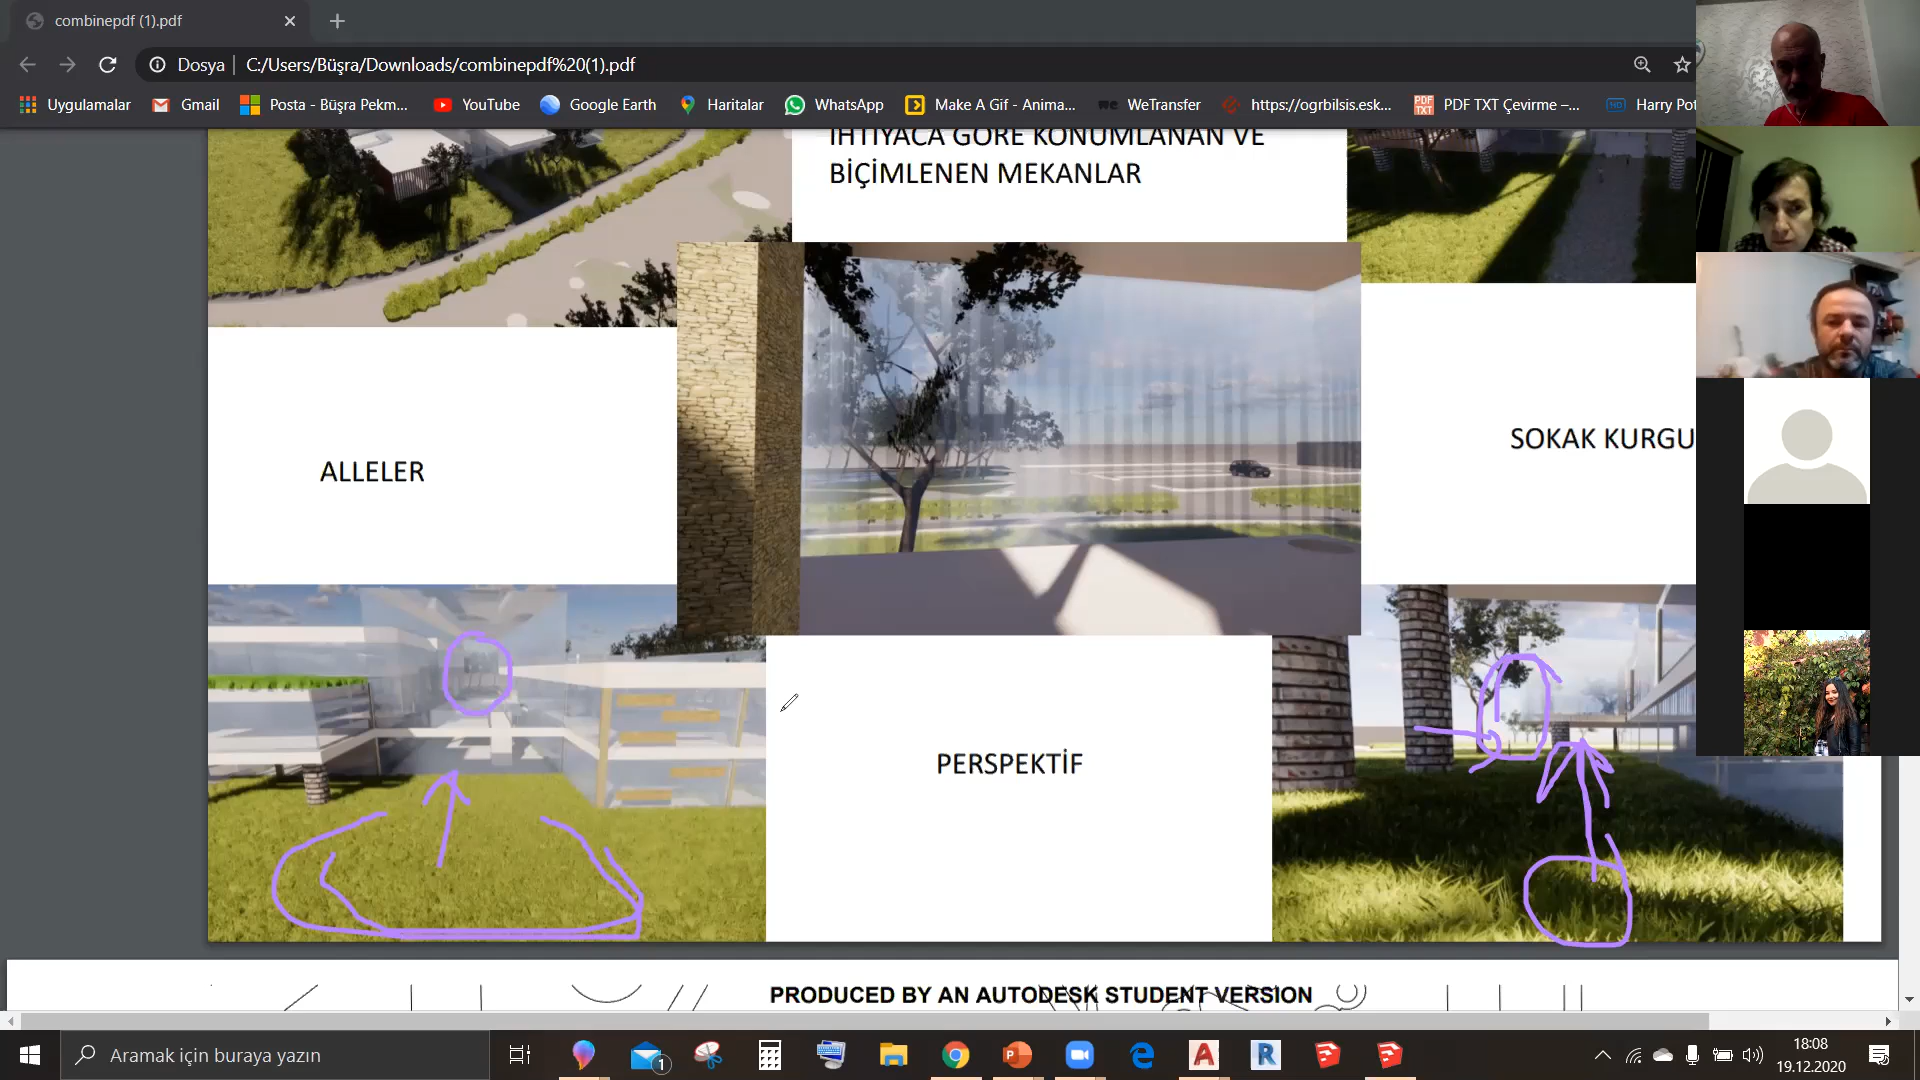 combinepdf (1).pdf
Dosya
C:/Users/Büşra/Downloads/combinepdf%20(1).pdf
Uygulamalar
Gmail
Posta - Büşra Pekm...
YouTube
Google Earth
Haritalar
WhatsApp
Make A Gif - Anima...
WeTransfer
https://ogrbilsis.esk...
PDF TXT Çevirme –...
Harry Pot
İHTİYACA GÖRE KONUMLANAN VE
BİÇİMLENEN MEKANLAR
ALLELER
SOKAK KURGU
PERSPEKTİF
PRODUCED BY AN AUTODESK STUDENT VERSION
Aramak için buraya yazın
1
18:08
19.12.2020